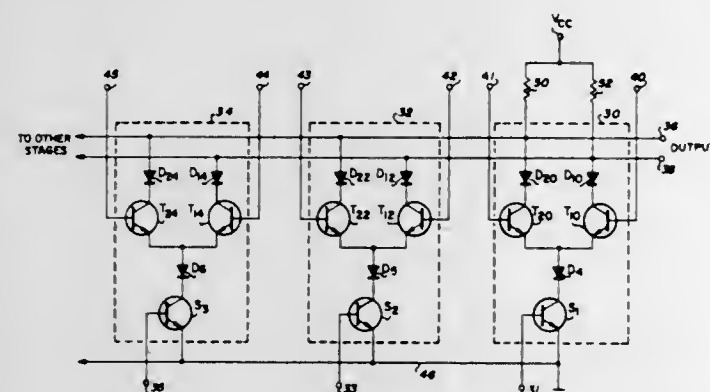 VCC
45
44
43
42
41
50
52
40
34
32
30
36
TO OTHER
STAGES
OUTPUT
38
D24
D14
D22
D12
D20
D10
T24
T14
T22
T12
T20
T10
D6
D5
D4
S3
S2
S1
46
35
33
31